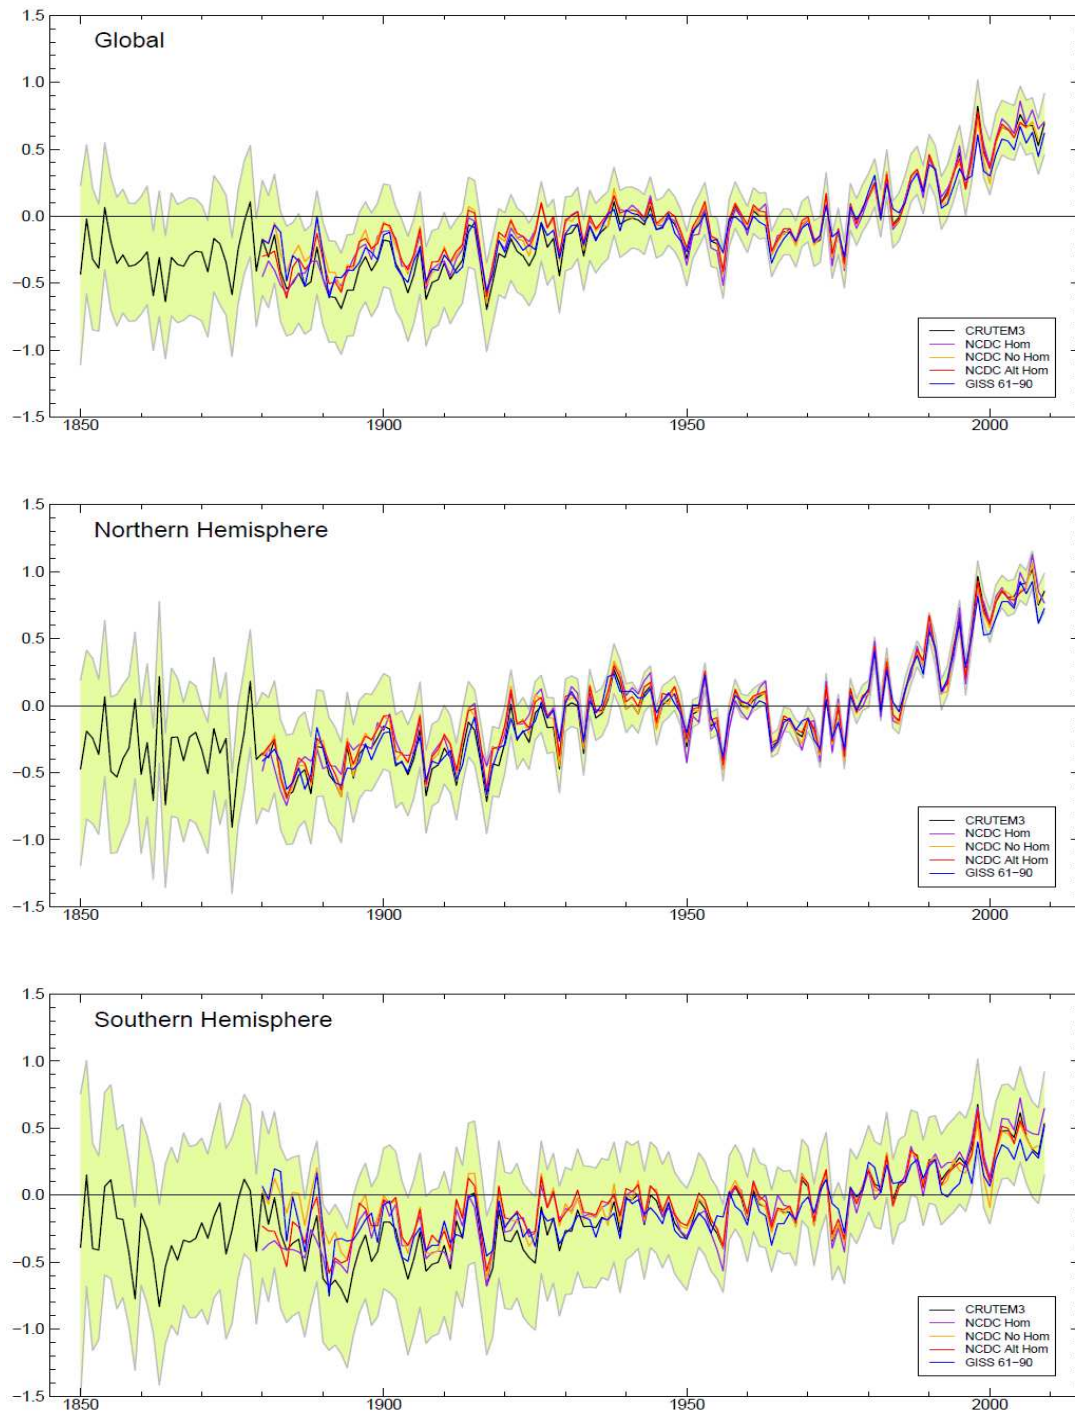 1.5
Global
1.0
0.5
0.0
−0.5
−1.0
−1.5
1850
1900
1950
2000
CRUTEM3
NCDC Hom
NCDC No Hom
NCDC Alt Hom
GISS 61−90
1.5
Northern Hemisphere
1.0
0.5
0.0
−0.5
−1.0
−1.5
1850
1900
1950
2000
CRUTEM3
NCDC Hom
NCDC No Hom
NCDC Alt Hom
GISS 61−90
1.5
Southern Hemisphere
1.0
0.5
0.0
−0.5
−1.0
−1.5
1850
1900
1950
2000
CRUTEM3
NCDC Hom
NCDC No Hom
NCDC Alt Hom
GISS 61−90